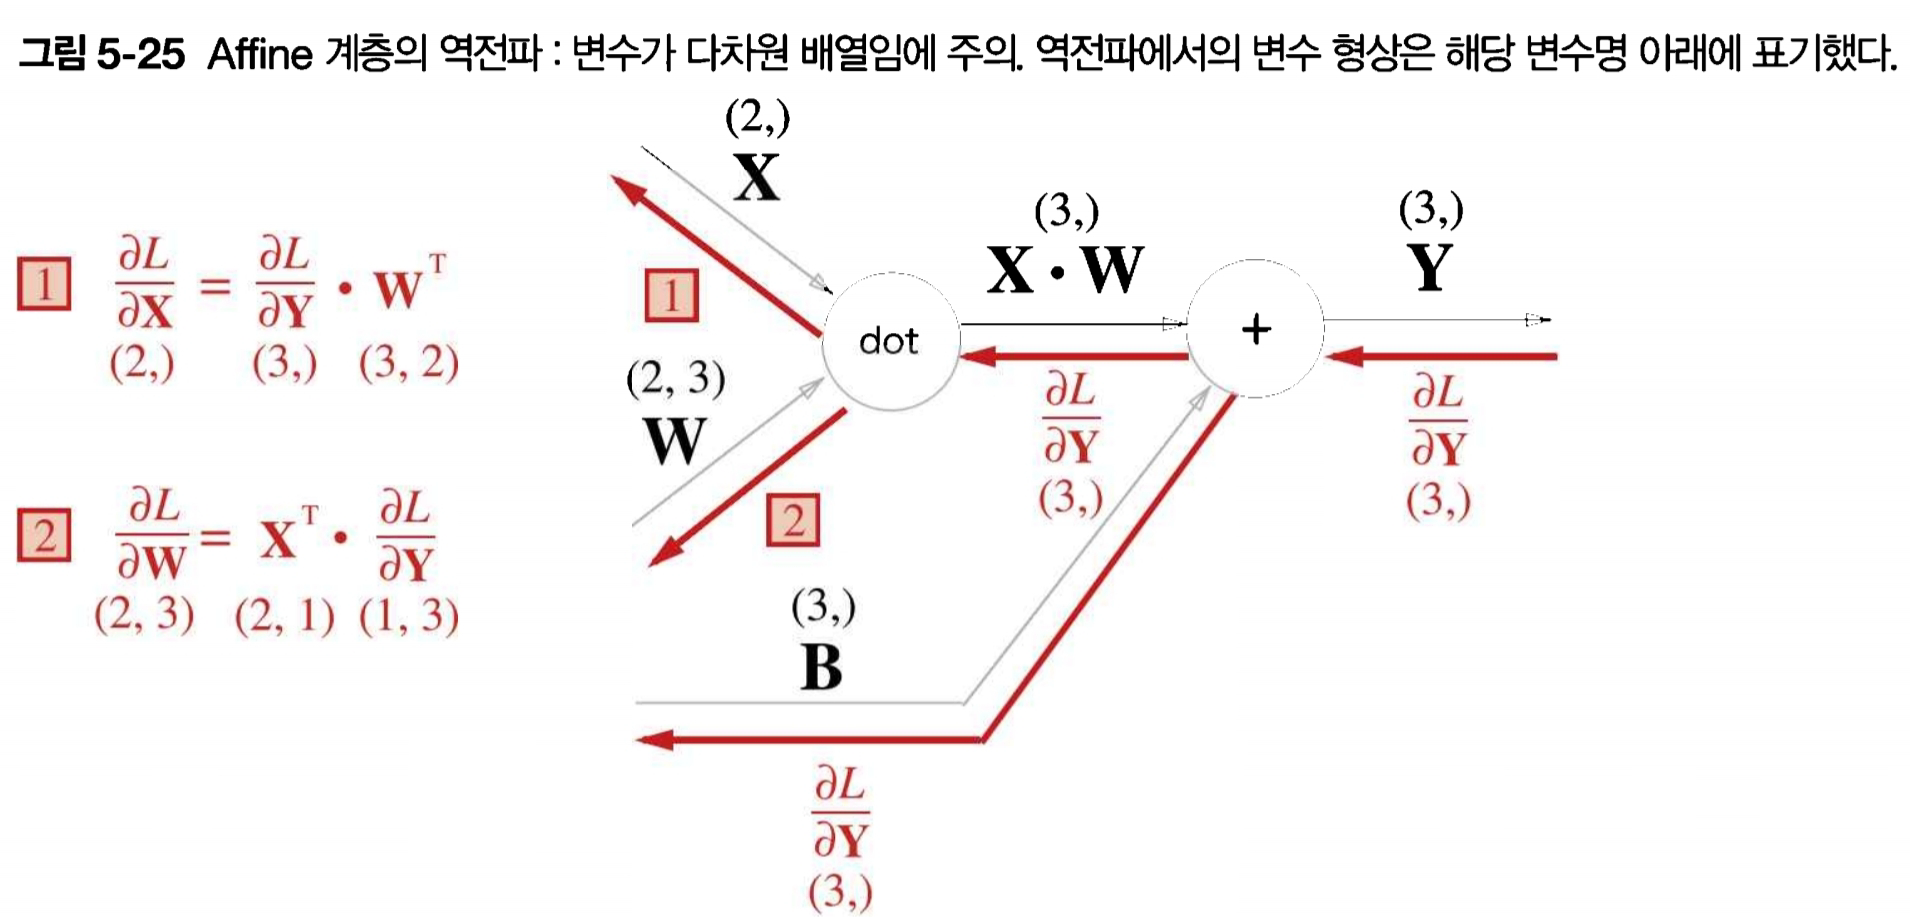 그림 5-25 Affine 계층의 역전파 : 변수가 다차원 배열임에 주의. 역전파에서의 변수 형상은 해당 변수명 아래에 표기했다.
1 ∂L/∂X = ∂L/∂Y • W^T
(2,) (3,) (3, 2)
2 ∂L/∂W = X^T • ∂L/∂Y
(2, 3) (2, 1) (1, 3)
(2,)
X
1
(2, 3)
W
2
dot
(3,)
X • W
∂L/∂Y
(3,)
+
(3,)
Y
∂L/∂Y
(3,)
(3,)
B
∂L/∂Y
(3,)